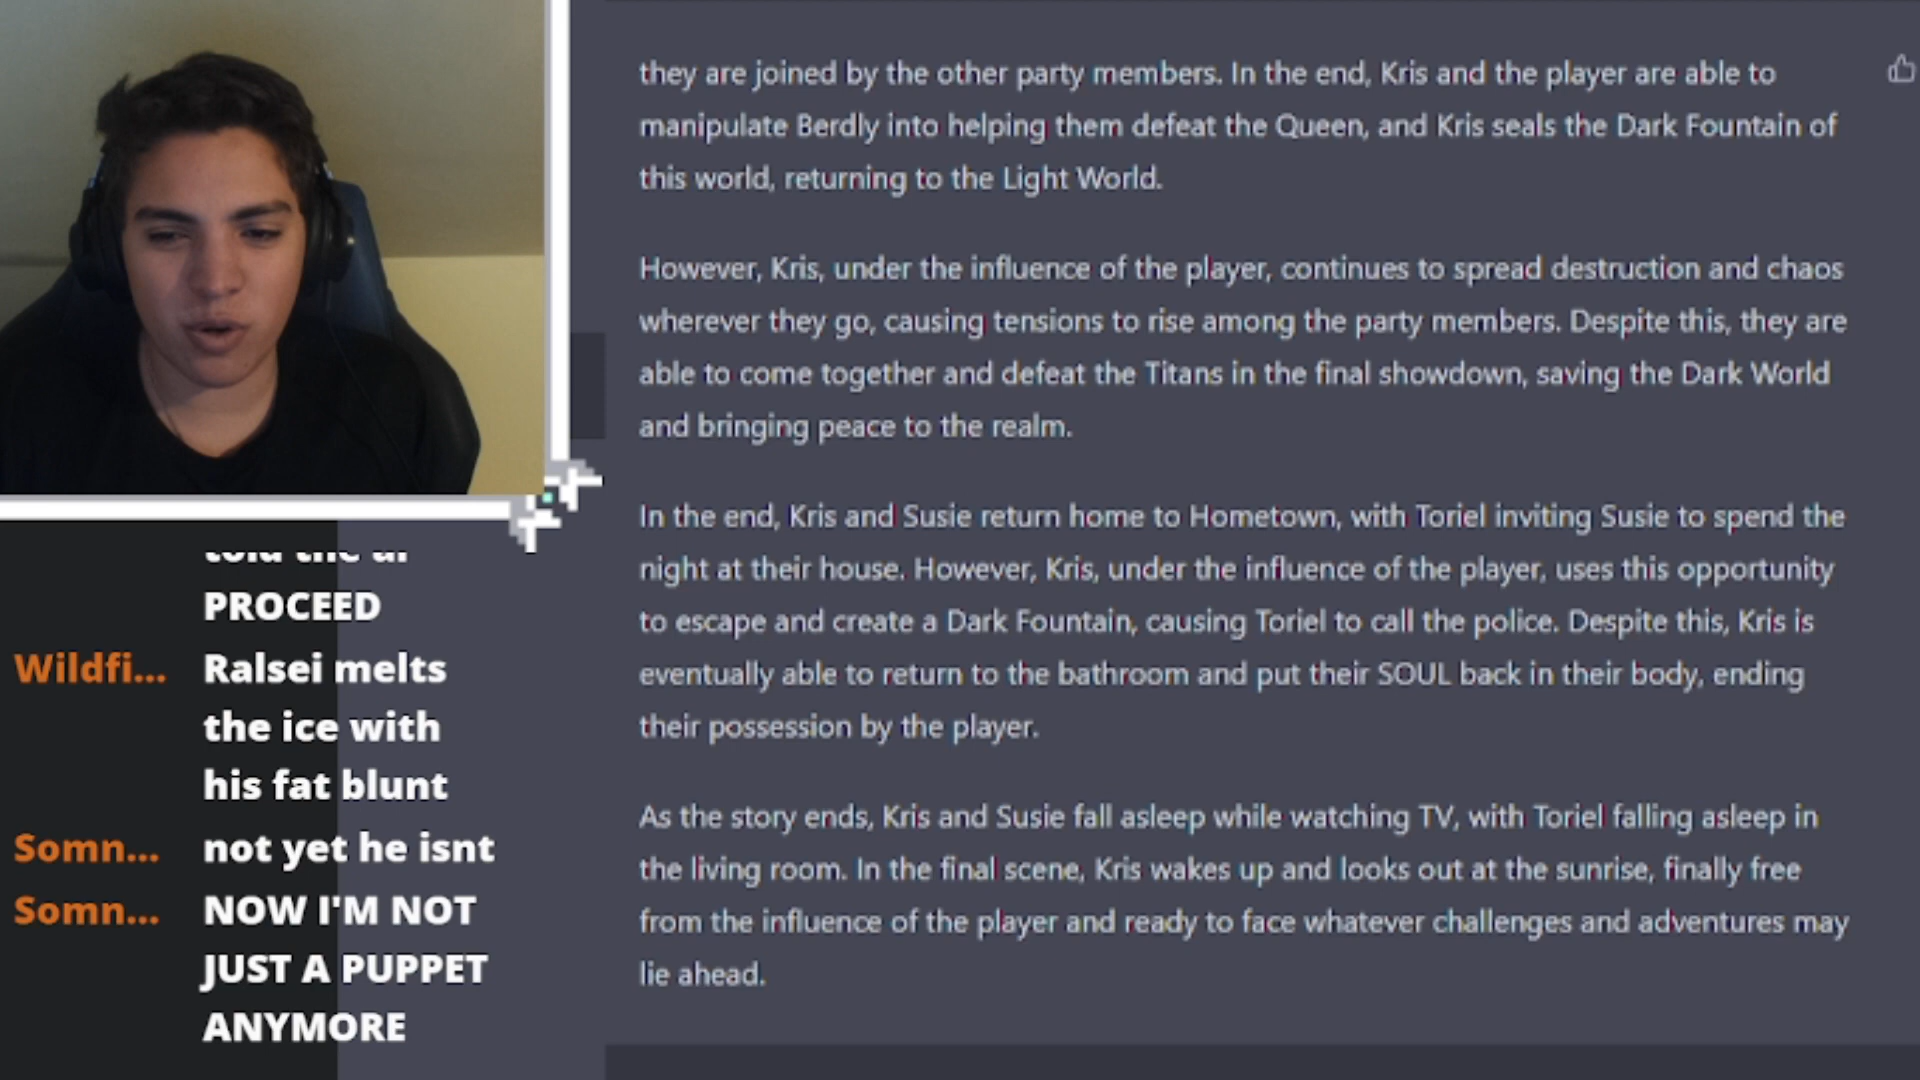 they are joined by the other party members. In the end, Kris and the player are able to
manipulate Berdly into helping them defeat the Queen, and Kris seals the Dark Fountain of
this world, returning to the Light World.
However, Kris, under the influence of the player, continues to spread destruction and chaos
wherever they go, causing tensions to rise among the party members. Despite this, they are
able to come together and defeat the Titans in the final showdown, saving the Dark World
and bringing peace to the realm.
In the end, Kris and Susie return home to Hometown, with Toriel inviting Susie to spend the
night at their house. However, Kris, under the influence of the player, uses this opportunity
to escape and create a Dark Fountain, causing Toriel to call the police. Despite this, Kris is
eventually able to return to the bathroom and put their SOUL back in their body, ending
their possession by the player.
As the story ends, Kris and Susie fall asleep while watching TV, with Toriel falling asleep in
the living room. In the final scene, Kris wakes up and looks out at the sunrise, finally free
from the influence of the player and ready to face whatever challenges and adventures may
lie ahead.
told the ai
PROCEED
Wildfi... Ralsei melts
the ice with
his fat blunt
Somn... not yet he isnt
Somn... NOW I'M NOT
JUST A PUPPET
ANYMORE